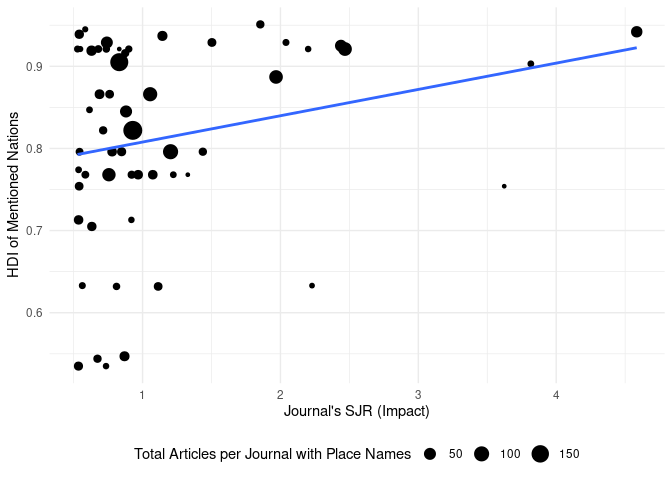 HDI of Mentioned Nations
0.9
0.8
0.7
0.6
1 2 3 4
Journal's SJR (Impact)
Total Articles per Journal with Place Names 50 100 150